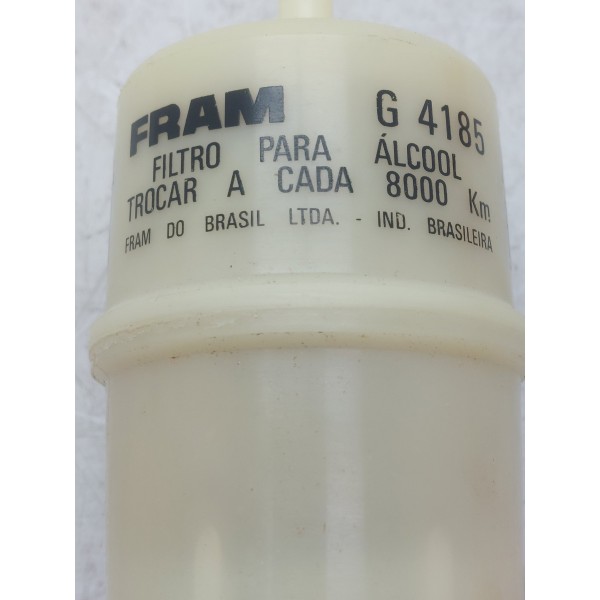 FRAM G 4185
FILTRO PARA ÁLCOOL
TROCAR A CADA 8000 Km
FRAM DO BRASIL LTDA. - IND. BRASILEIRA